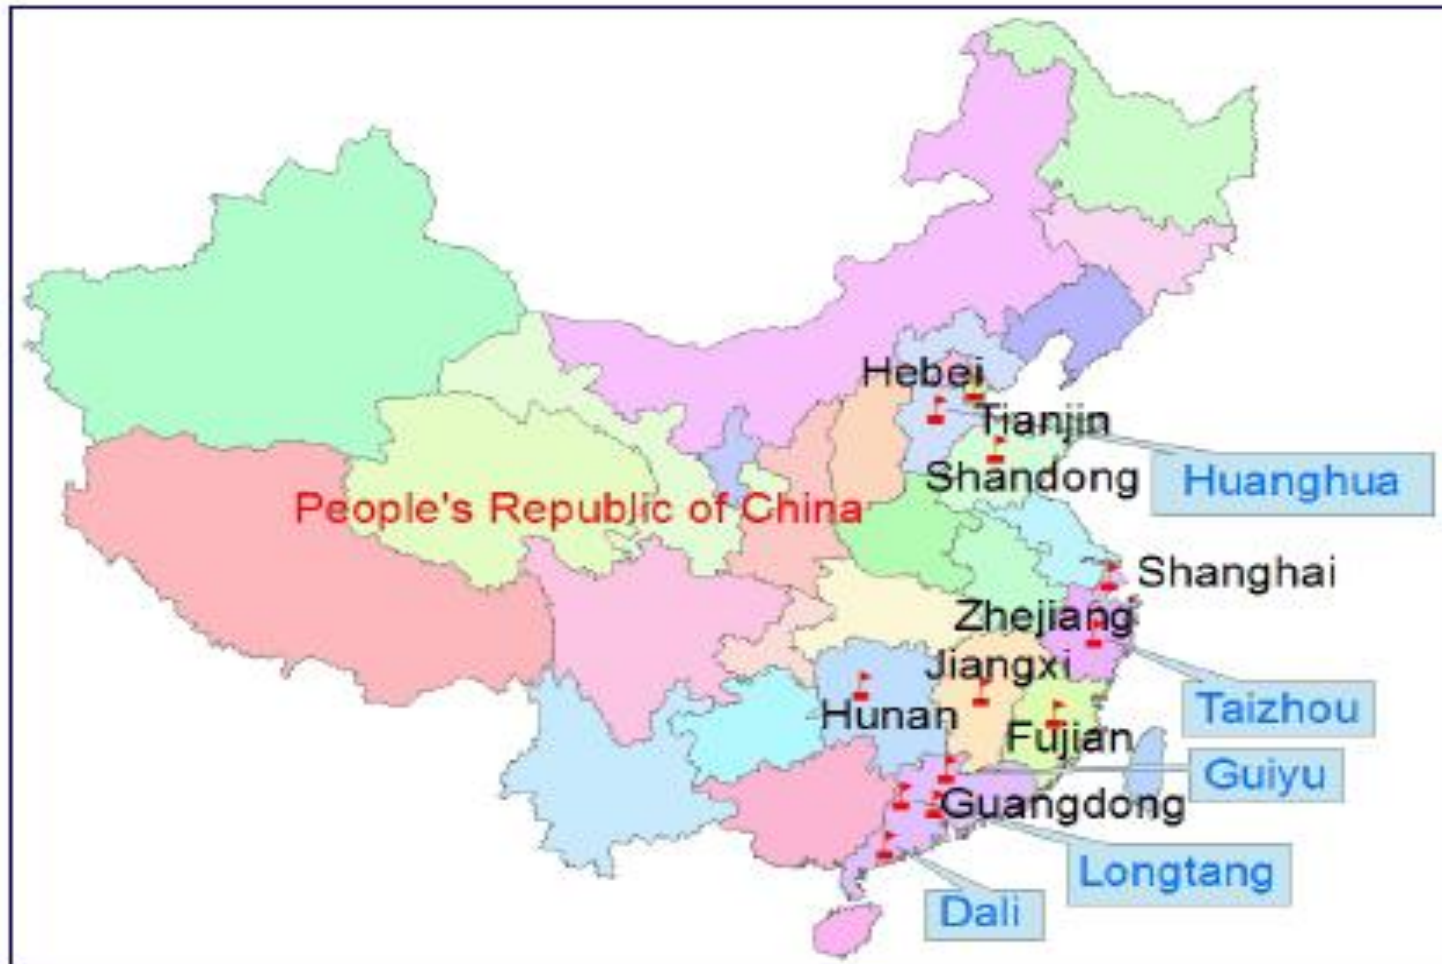 Hebei
Tianjin
Shandong
Huanghua
People's Republic of China
Shanghai
Zhejiang
Jiangxi
Taizhou
Hunan
Fujian
Guiyu
Guangdong
Longtang
Dali